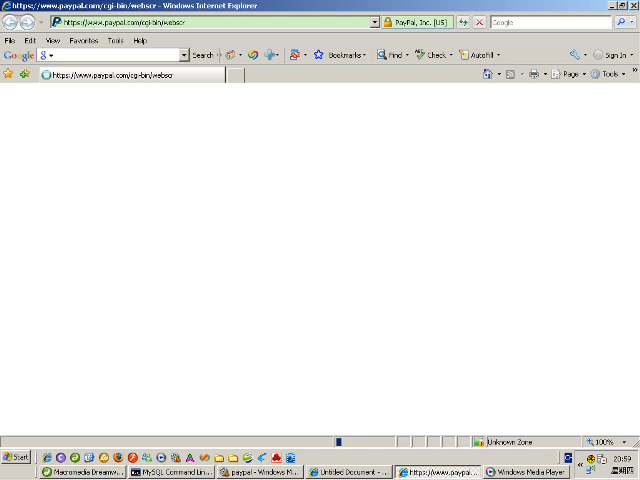 https://www.paypal.com/cgi-bin/webscr - Windows Internet Explorer
https://www.paypal.com/cgi-bin/webscr PayPal, Inc. [US] Google
File Edit View Favorites Tools Help
Google Search Bookmarks Find Check AutoFill Sign In
https://www.paypal.com/cgi-bin/webscr Page Tools
Unknown Zone 100%
Start 20:59
Macromedia Dreamw... MySQL Command Lin... paypal - Windows M... Untitled Document - ... https://www.paypal... Windows Media Player 星期四